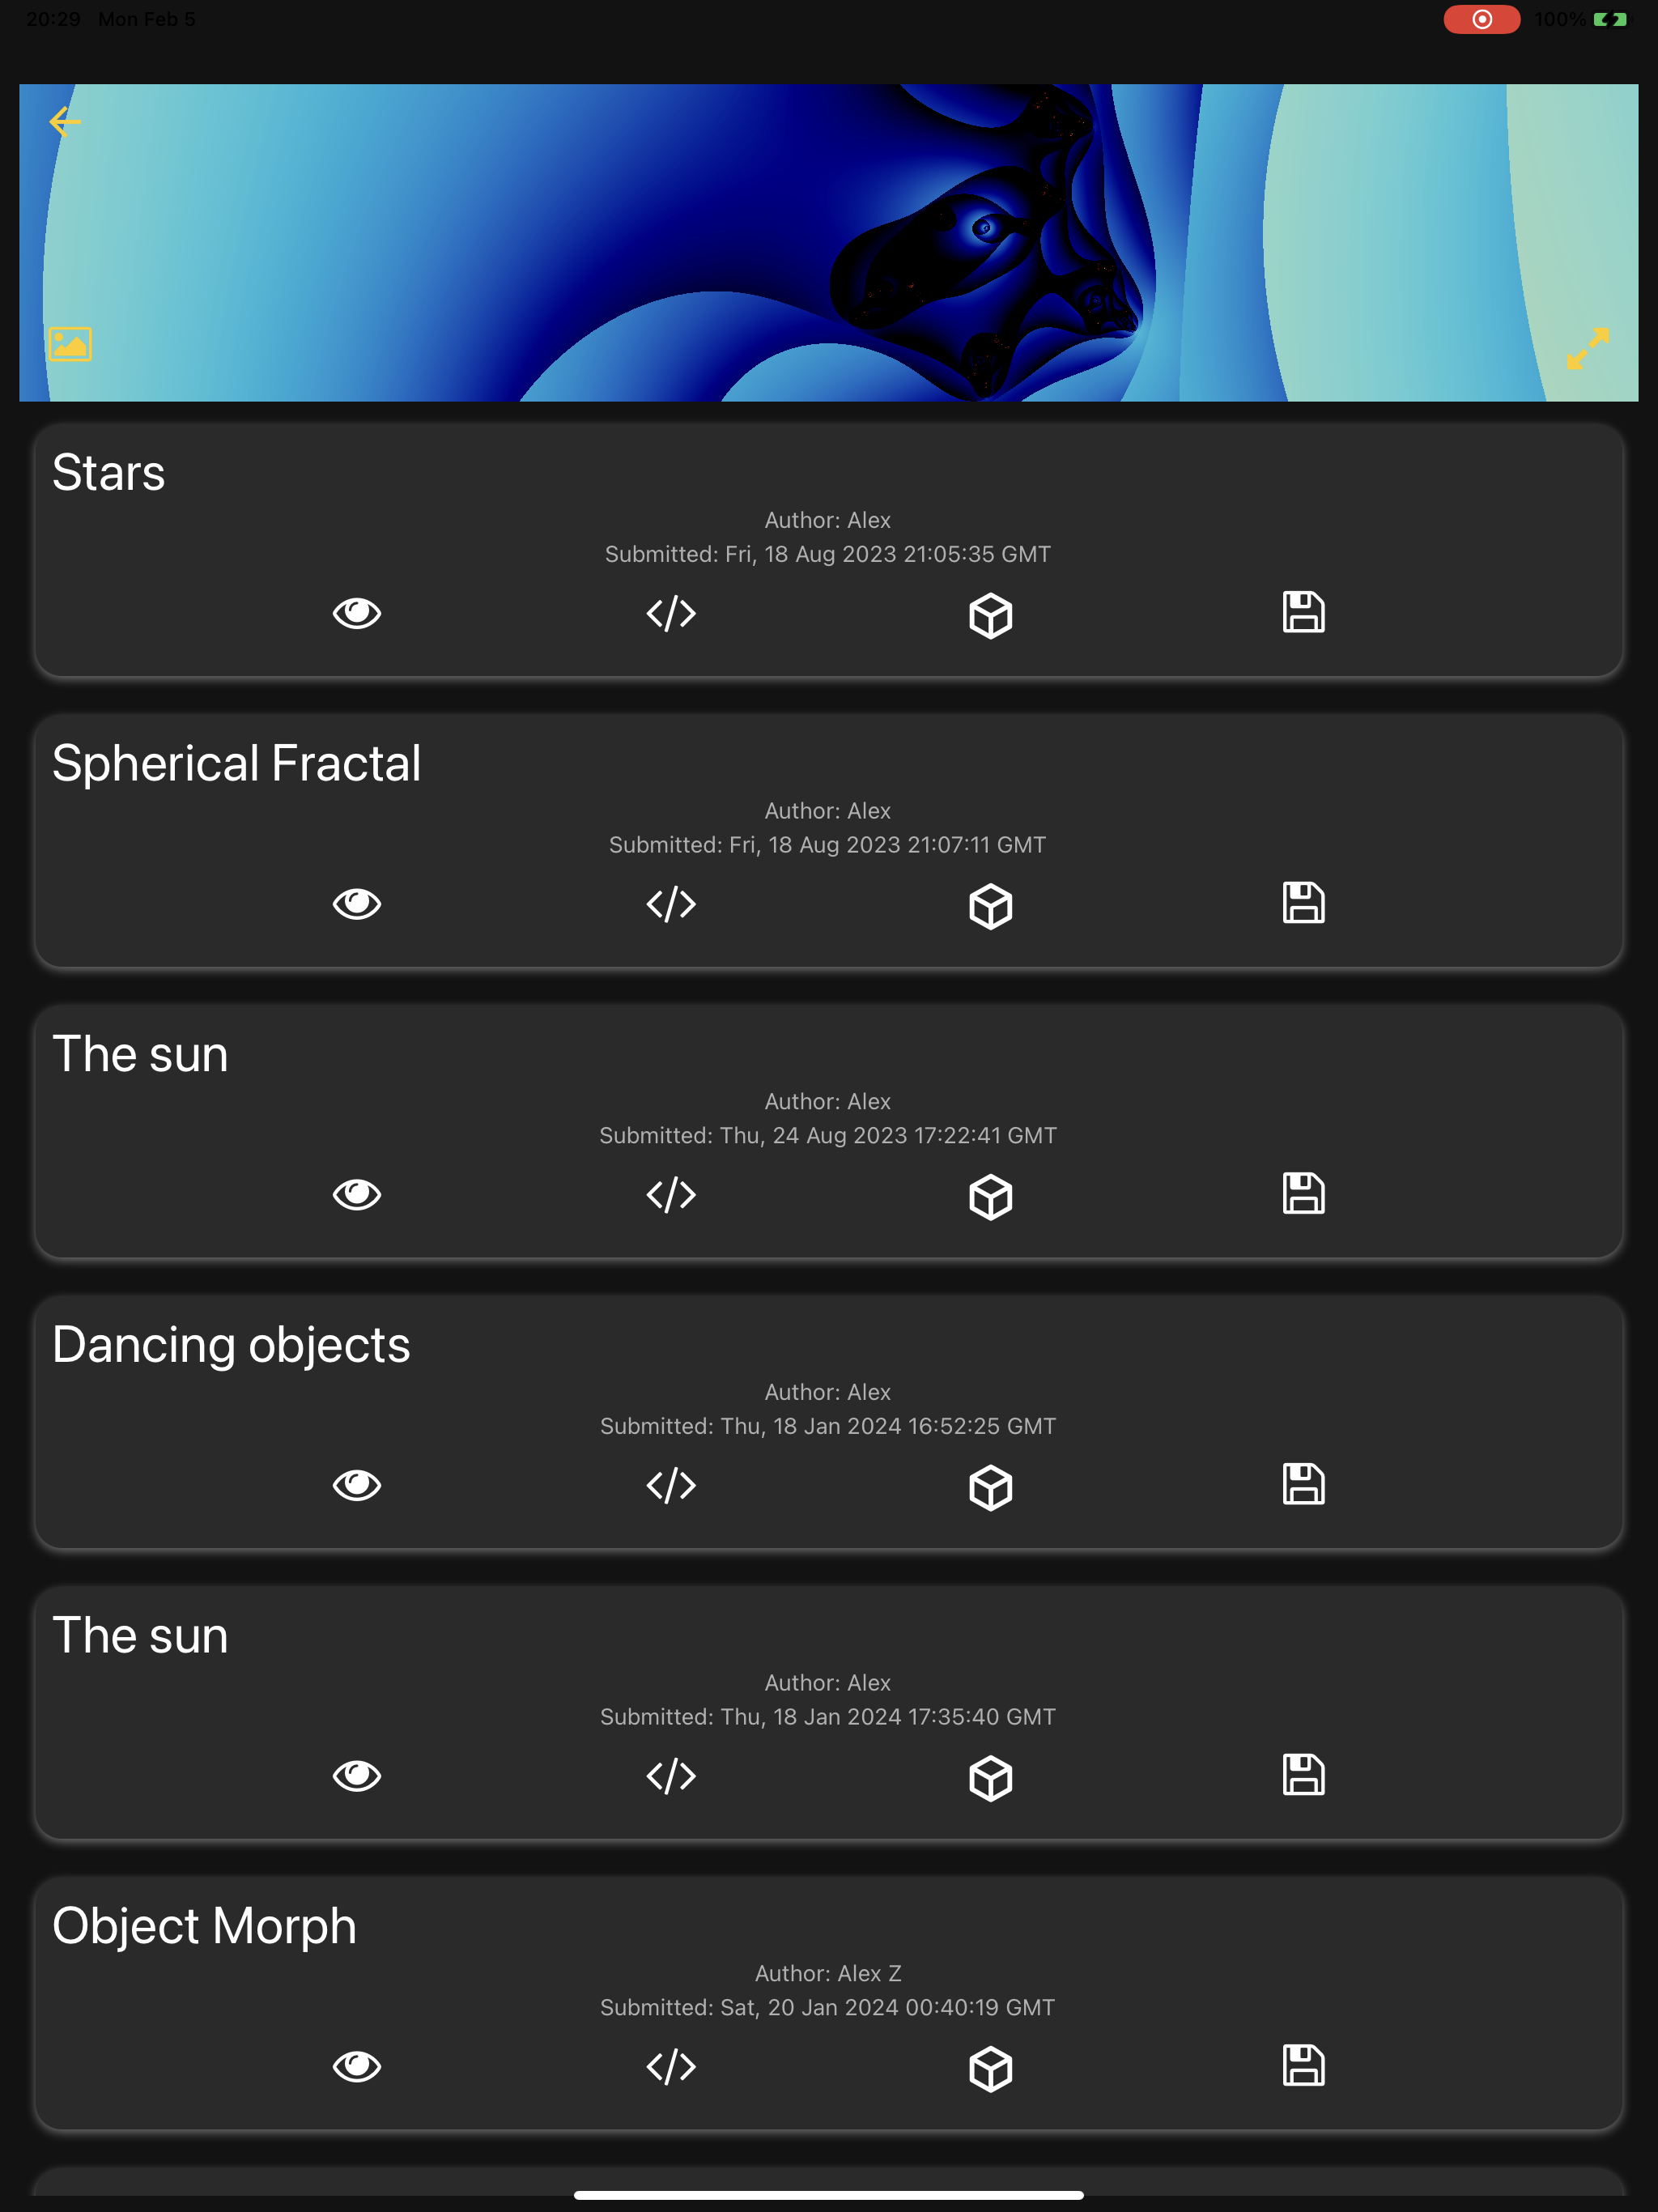 20:29 Mon Feb 5
100%
Stars
Author: Alex
Submitted: Fri, 18 Aug 2023 21:05:35 GMT
Spherical Fractal
Author: Alex
Submitted: Fri, 18 Aug 2023 21:07:11 GMT
The sun
Author: Alex
Submitted: Thu, 24 Aug 2023 17:22:41 GMT
Dancing objects
Author: Alex
Submitted: Thu, 18 Jan 2024 16:52:25 GMT
The sun
Author: Alex
Submitted: Thu, 18 Jan 2024 17:35:40 GMT
Object Morph
Author: Alex Z
Submitted: Sat, 20 Jan 2024 00:40:19 GMT